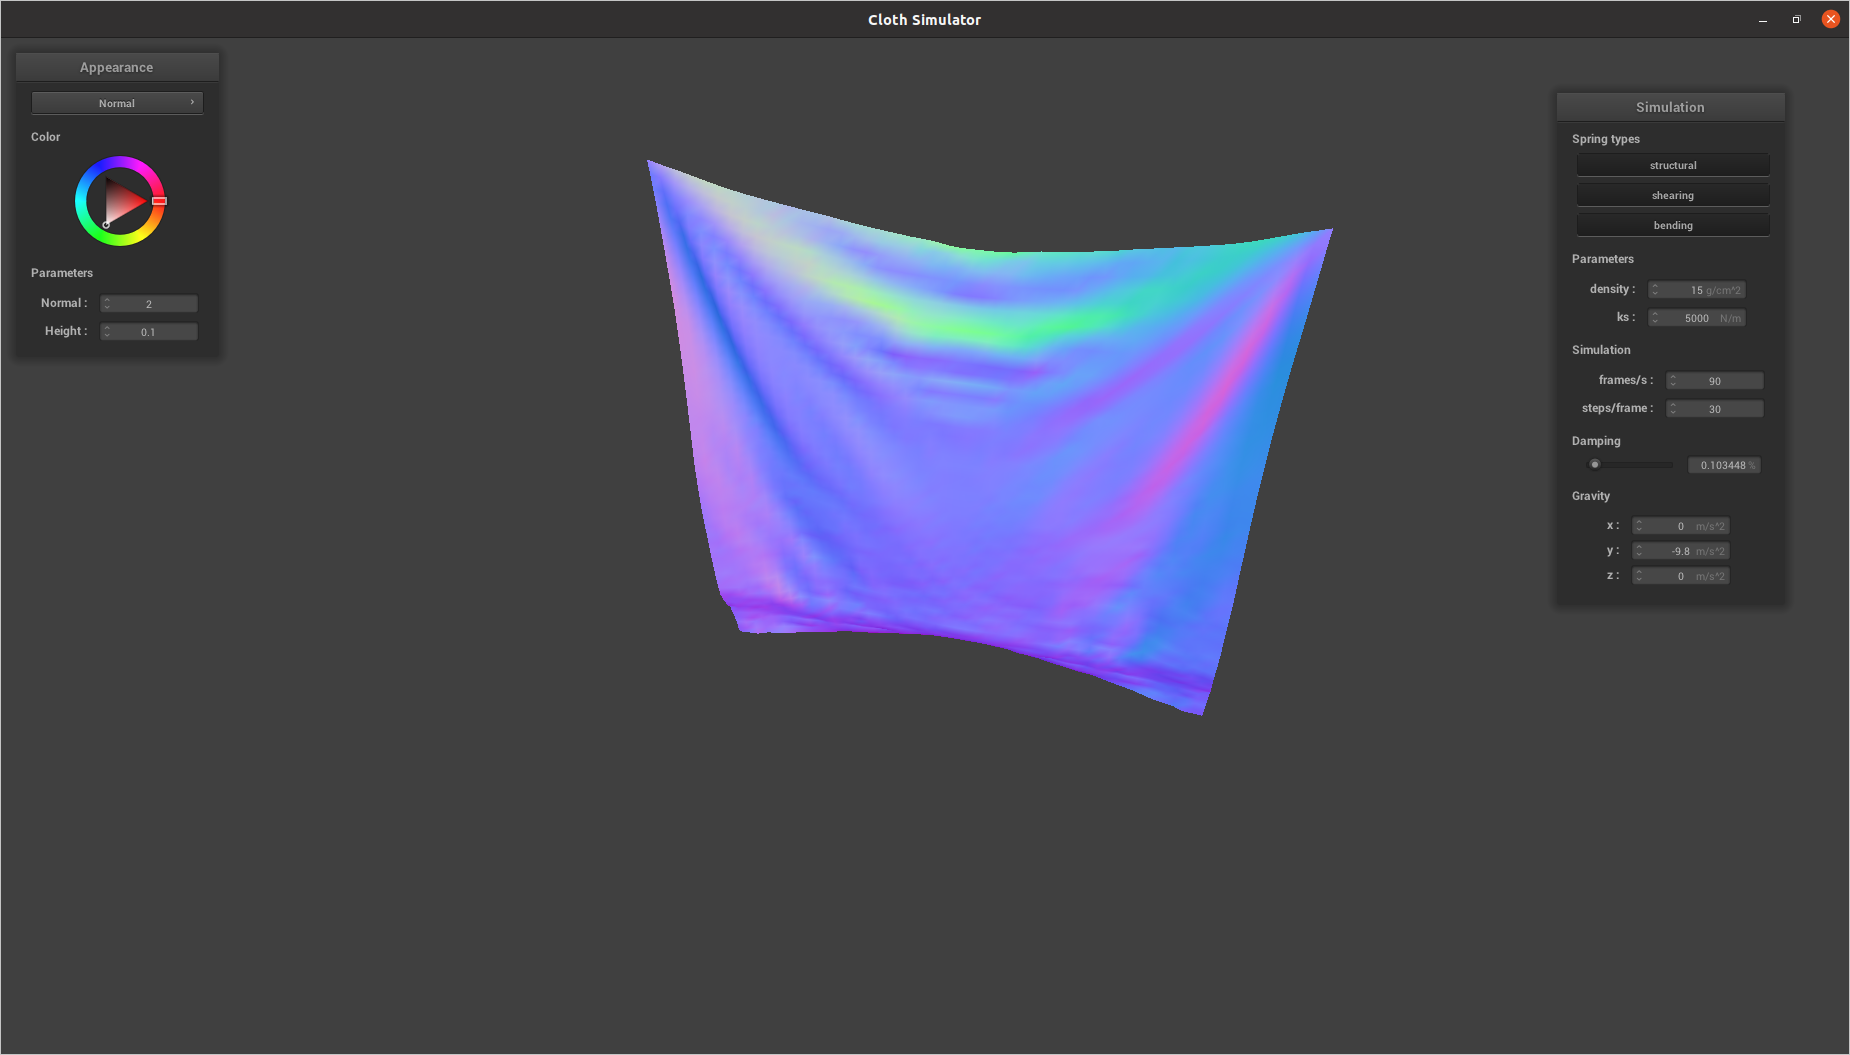 Cloth Simulator
Appearance
Normal
Color
Parameters
Normal : 2
Height : 0.1
Simulation
Spring types
structural
shearing
bending
Parameters
density : 15 g/cm^2
ks : 5000 N/m
Simulation
frames/s : 90
steps/frame : 30
Damping
0.103448 %
Gravity
x : 0 m/s^2
y : -9.8 m/s^2
z : 0 m/s^2